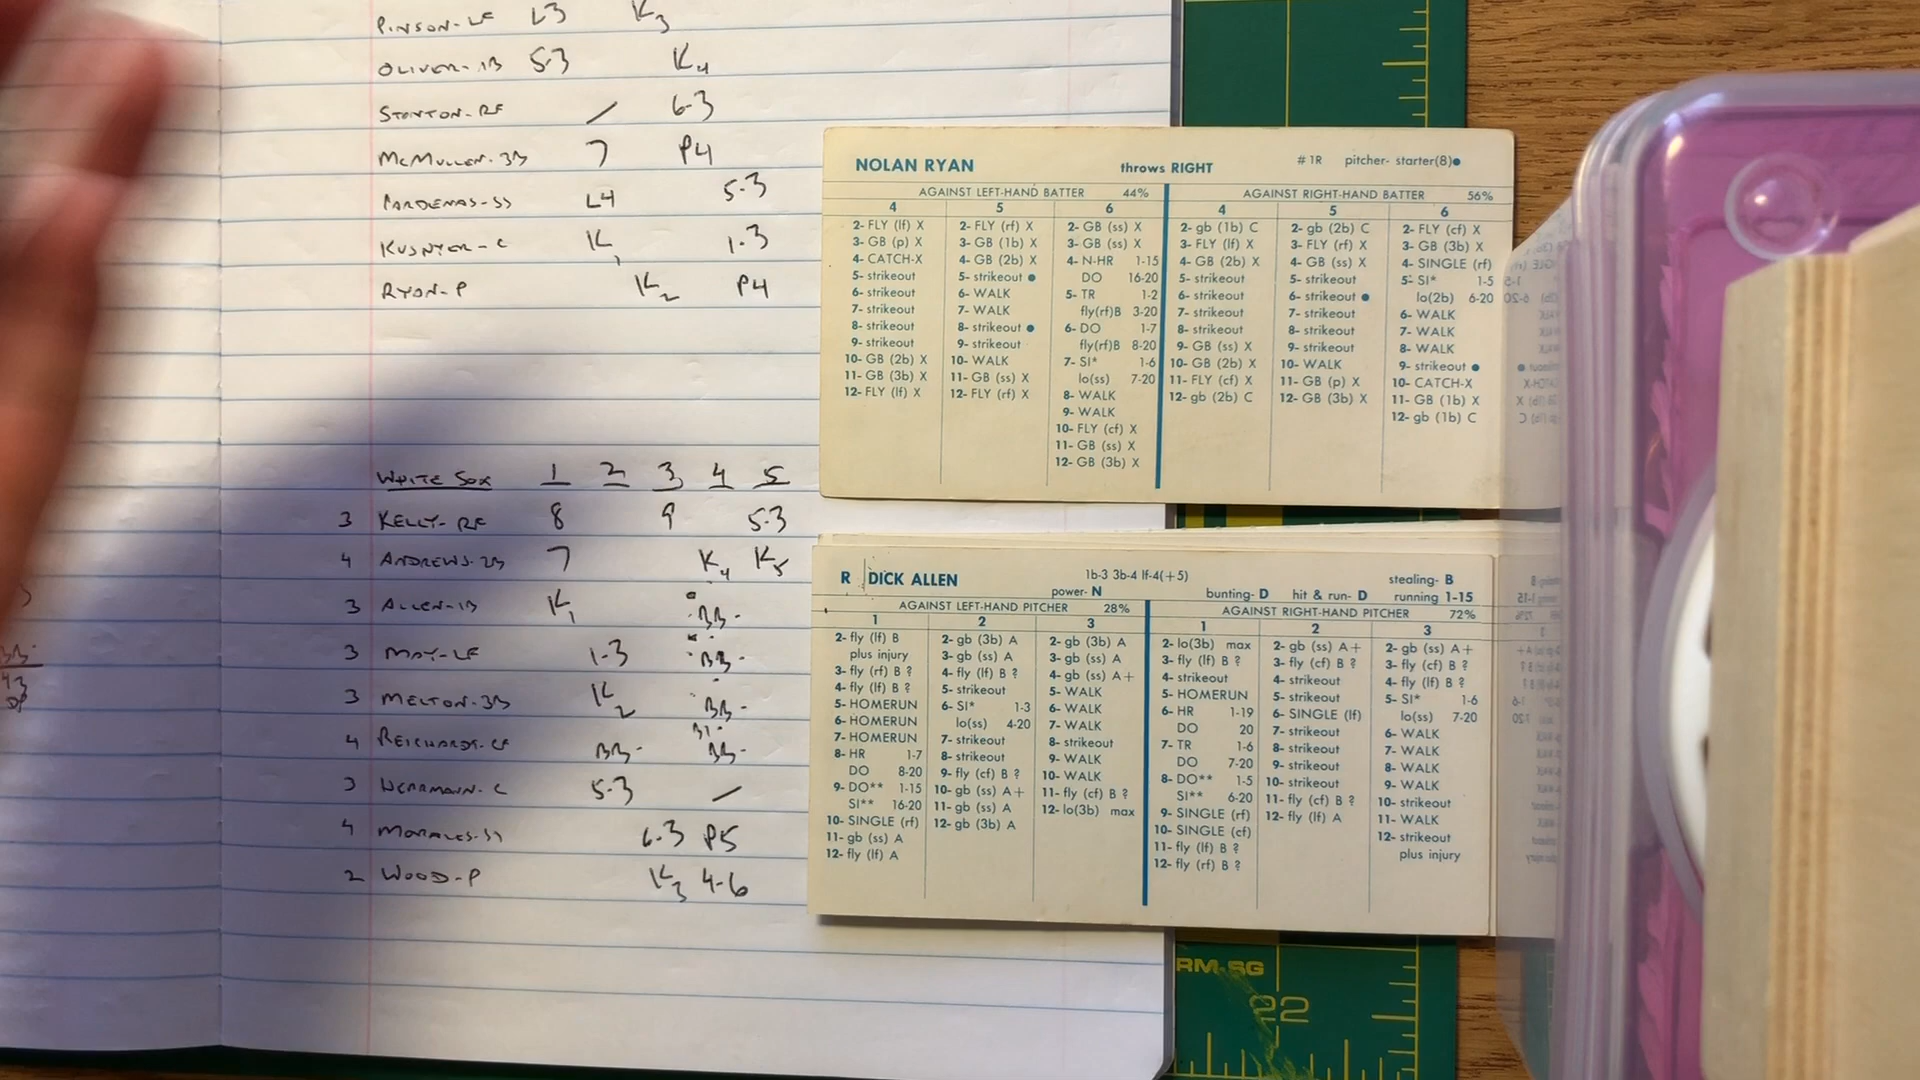 PINSON-LF L3 K3
OLIVER-1B 5-3 K4
STANTON-RF / 6-3
MCMULLEN-3B 7 P4
CARDENAS-SS L4 5-3
KUSNYER-C K1 1-3
RYAN-P K2 P4
WHITE SOX 1 2 3 4 5
3 KELLY-RF 8 9 5-3
4 ANDREWS-2B 7 K4 K5
3 ALLEN-1B K1 BB-
3 MAY-LF 1-3 BB-
3 MELTON-3B K2 BB-
4 REICHARDT-CF BB- BI- BB-
3 HERRMANN-C 5-3 /
4 MORALES-SS 6-3 P5
2 WOOD-P K3 4-6
NOLAN RYAN throws RIGHT #1R pitcher- starter(8)●
AGAINST LEFT-HAND BATTER 44%
4
2- FLY (lf) X
3- GB (p) X
4- CATCH-X
5- strikeout
6- strikeout
7- strikeout
8- strikeout
9- strikeout
10- GB (2b) X
11- GB (3b) X
12- FLY (lf) X
5
2- FLY (rf) X
3- GB (1b) X
4- GB (2b) X
5- strikeout ●
6- WALK
7- WALK
8- strikeout ●
9- strikeout
10- WALK
11- GB (ss) X
12- FLY (rf) X
6
2- GB (ss) X
3- GB (ss) X
4- N-HR 1-15
DO 16-20
5- TR 1-2
fly(rf)B 3-20
6- DO 1-7
fly(rf)B 8-20
7- SI* 1-6
lo(ss) 7-20
8- WALK
9- WALK
10- FLY (cf) X
11- GB (ss) X
12- GB (3b) X
AGAINST RIGHT-HAND BATTER 56%
4
2- gb (1b) C
3- FLY (lf) X
4- GB (2b) X
5- strikeout
6- strikeout
7- strikeout
8- strikeout
9- GB (ss) X
10- GB (2b) X
11- FLY (cf) X
12- gb (2b) C
5
2- gb (2b) C
3- FLY (rf) X
4- GB (ss) X
5- strikeout
6- strikeout ●
7- strikeout
8- strikeout
9- strikeout
10- WALK
11- GB (p) X
12- GB (3b) X
6
2- FLY (cf) X
3- GB (3b) X
4- SINGLE (rf)
5- SI* 1-5
lo(2b) 6-20
6- WALK
7- WALK
8- WALK
9- strikeout ●
10- CATCH-X
11- GB (1b) X
12- gb (1b) C
R DICK ALLEN 1b-3 3b-4 lf-4(+5) stealing- B
power- N bunting- D hit & run- D running 1-15
AGAINST LEFT-HAND PITCHER 28%
1
2- fly (lf) B
plus injury
3- fly (rf) B ?
4- fly (lf) B ?
5- HOMERUN
6- HOMERUN
7- HOMERUN
8- HR 1-7
DO 8-20
9- DO** 1-15
SI** 16-20
10- SINGLE (rf)
11- gb (ss) A
12- fly (lf) A
2
2- gb (3b) A
3- gb (ss) A
4- fly (lf) B ?
5- strikeout
6- SI* 1-3
lo(ss) 4-20
7- strikeout
8- strikeout
9- fly (cf) B ?
10- gb (ss) A+
11- gb (ss) A
12- gb (3b) A
3
2- gb (3b) A
3- gb (ss) A
4- gb (ss) A+
5- WALK
6- WALK
7- WALK
8- strikeout
9- WALK
10- WALK
11- fly (cf) B ?
12- lo(3b) max
AGAINST RIGHT-HAND PITCHER 72%
1
2- lo(3b) max
3- fly (lf) B ?
4- strikeout
5- HOMERUN
6- HR 1-19
DO 20
7- TR 1-6
DO 7-20
8- DO** 1-5
SI** 6-20
9- SINGLE (rf)
10- SINGLE (cf)
11- fly (lf) B ?
12- fly (rf) B ?
2
2- gb (ss) A+
3- fly (cf) B ?
4- strikeout
5- strikeout
6- SINGLE (lf)
7- strikeout
8- strikeout
9- strikeout
10- strikeout
11- fly (cf) B ?
12- fly (lf) A
3
2- gb (ss) A+
3- fly (cf) B ?
4- fly (lf) B ?
5- SI* 1-6
lo(ss) 7-20
6- WALK
7- WALK
8- WALK
9- WALK
10- strikeout
11- WALK
12- strikeout
plus injury
22